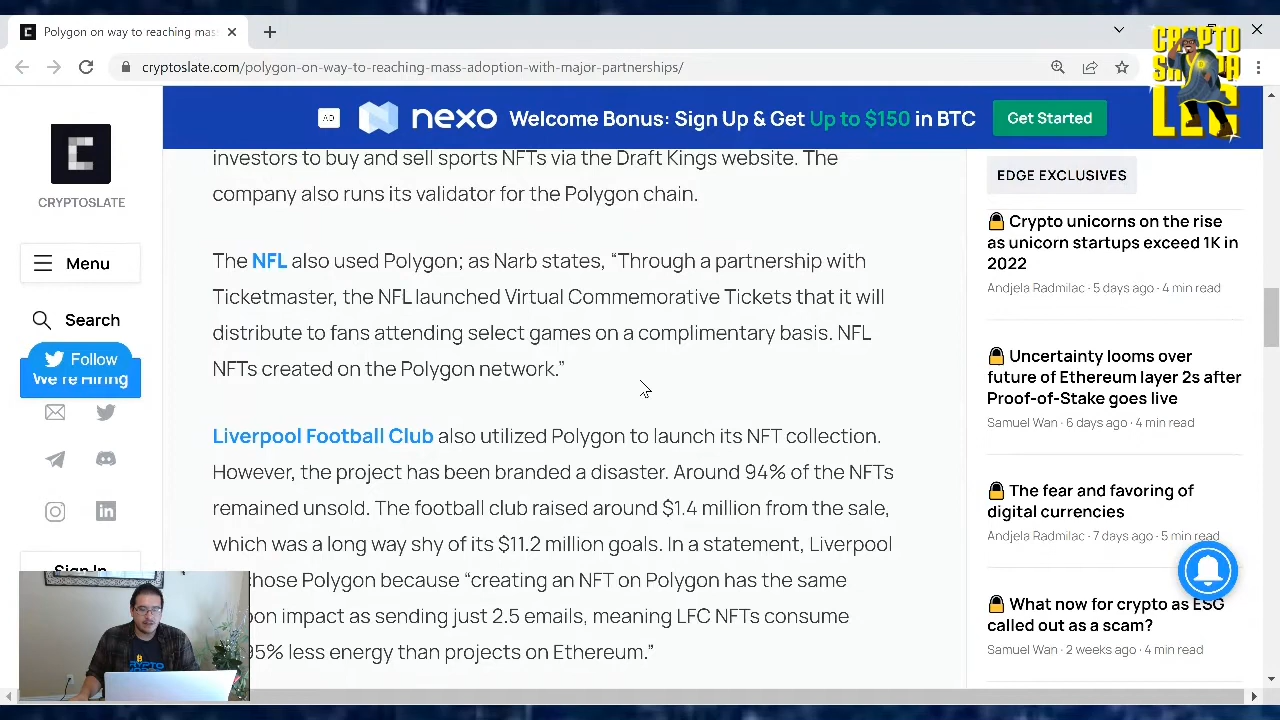 Polygon on way to reaching mas
cryptoslate.com/polygon-on-way-to-reaching-mass-adoption-with-major-partnerships/
CRYPTO
LC
AD
nexo
Welcome Bonus: Sign Up & Get Up to $150 in BTC
Get Started
CRYPTOSLATE
Menu
Search
Follow
We're Hiring
Sign In
investors to buy and sell sports NFTs via the Draft Kings website. The
company also runs its validator for the Polygon chain.
The NFL also used Polygon; as Narb states, “Through a partnership with
Ticketmaster, the NFL launched Virtual Commemorative Tickets that it will
distribute to fans attending select games on a complimentary basis. NFL
NFTs created on the Polygon network.”
Liverpool Football Club also utilized Polygon to launch its NFT collection.
However, the project has been branded a disaster. Around 94% of the NFTs
remained unsold. The football club raised around $1.4 million from the sale,
which was a long way shy of its $11.2 million goals. In a statement, Liverpool
hose Polygon because “creating an NFT on Polygon has the same
on impact as sending just 2.5 emails, meaning LFC NFTs consume
95% less energy than projects on Ethereum.”
EDGE EXCLUSIVES
Crypto unicorns on the rise
as unicorn startups exceed 1K in
2022
Andjela Radmilac · 5 days ago · 4 min read
Uncertainty looms over
future of Ethereum layer 2s after
Proof-of-Stake goes live
Samuel Wan · 6 days ago · 4 min read
The fear and favoring of
digital currencies
Andjela Radmilac · 7 days ago · 5 min read
What now for crypto as ESG
called out as a scam?
Samuel Wan · 2 weeks ago · 4 min read